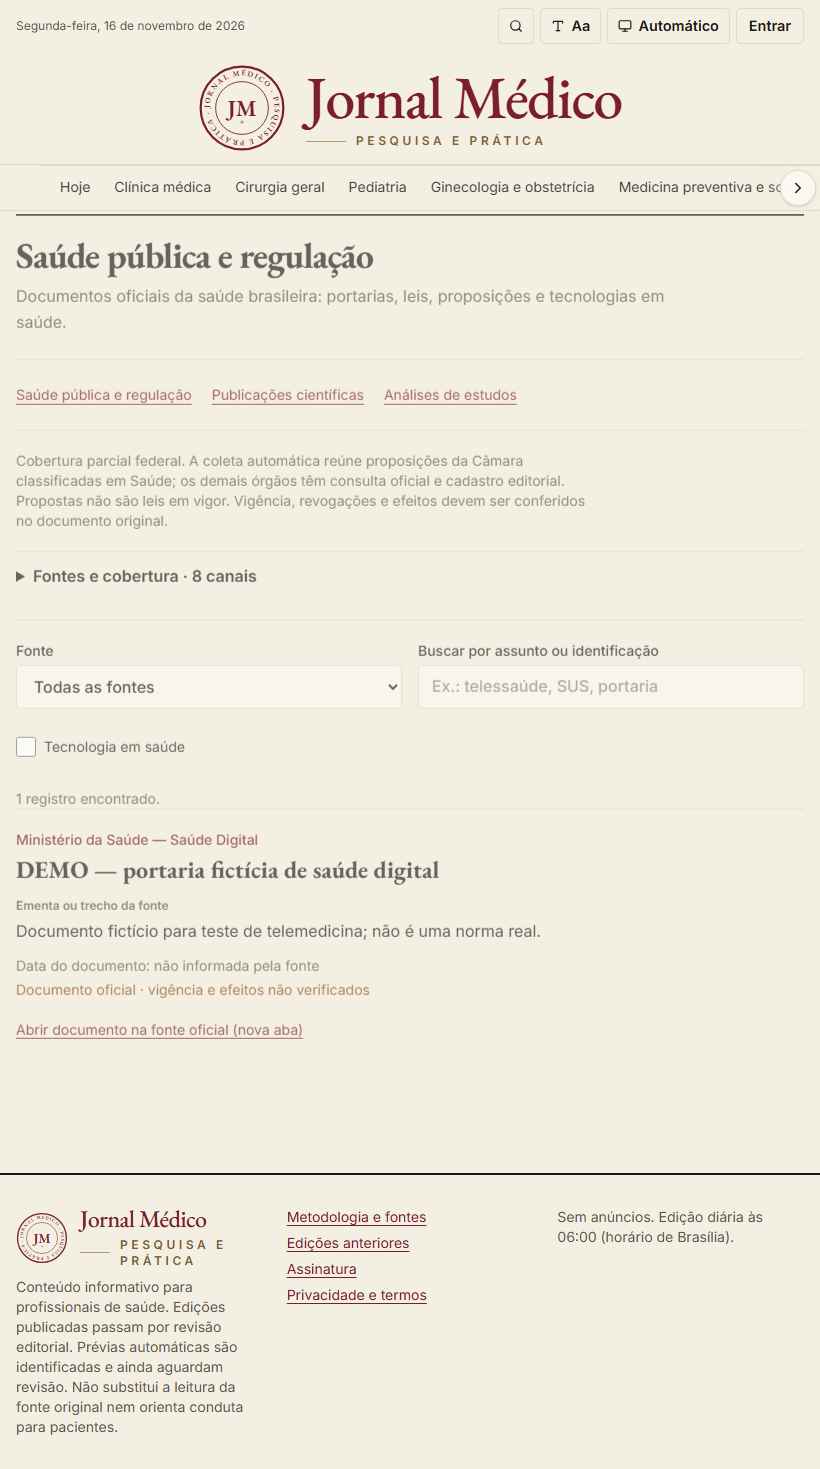 Segunda-feira, 16 de novembro de 2026
Aa
Automático
Entrar
JORNAL MÉDICO · PESQUISA E PRÁTICA ·
JM
Jornal Médico
PESQUISA E PRÁTICA
Hoje
Clínica médica
Cirurgia geral
Pediatria
Ginecologia e obstetrícia
Medicina preventiva e so
Saúde pública e regulação
Documentos oficiais da saúde brasileira: portarias, leis, proposições e tecnologias em
saúde.
Saúde pública e regulação
Publicações científicas
Análises de estudos
Cobertura parcial federal. A coleta automática reúne proposições da Câmara
classificadas em Saúde; os demais órgãos têm consulta oficial e cadastro editorial.
Propostas não são leis em vigor. Vigência, revogações e efeitos devem ser conferidos
no documento original.
Fontes e cobertura · 8 canais
Fonte
Todas as fontes
Buscar por assunto ou identificação
Ex.: telessaúde, SUS, portaria
Tecnologia em saúde
1 registro encontrado.
Ministério da Saúde — Saúde Digital
DEMO — portaria fictícia de saúde digital
Ementa ou trecho da fonte
Documento fictício para teste de telemedicina; não é uma norma real.
Data do documento: não informada pela fonte
Documento oficial · vigência e efeitos não verificados
Abrir documento na fonte oficial (nova aba)
JORNAL MÉDICO · PESQUISA E PRÁTICA ·
JM
Jornal Médico
PESQUISA E
PRÁTICA
Conteúdo informativo para
profissionais de saúde. Edições
publicadas passam por revisão
editorial. Prévias automáticas são
identificadas e ainda aguardam
revisão. Não substitui a leitura da
fonte original nem orienta conduta
para pacientes.
Metodologia e fontes
Edições anteriores
Assinatura
Privacidade e termos
Sem anúncios. Edição diária às
06:00 (horário de Brasília).